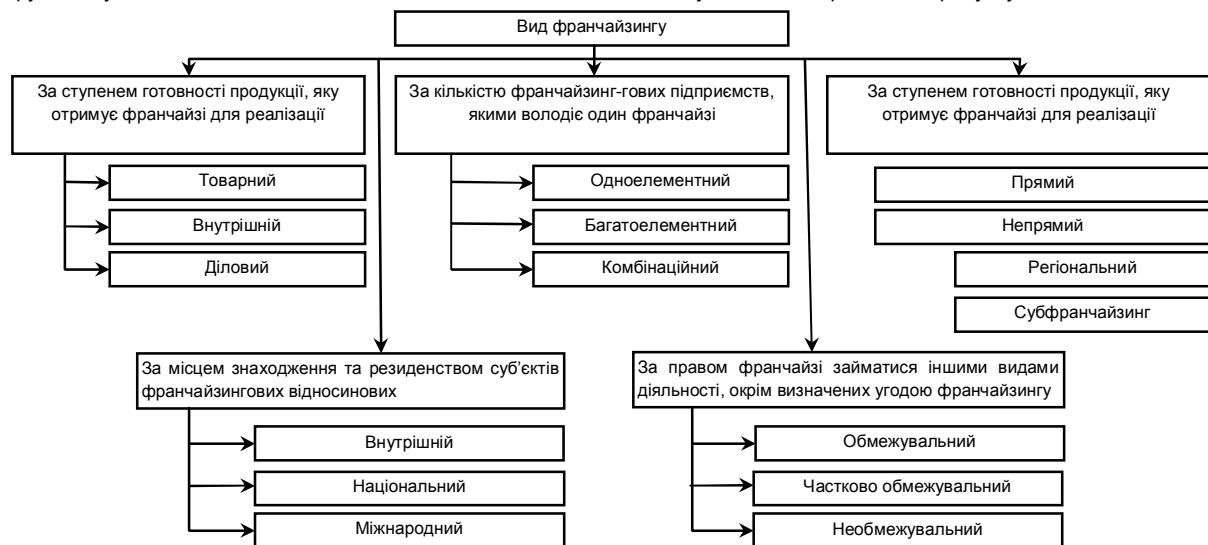 Вид франчайзингу
За ступенем готовності продукції, яку
отримує франчайзі для реалізації
За кількістю франчайзинг-гових підприємств,
якими володіє один франчайзі
За ступенем готовності продукції, яку
отримує франчайзі для реалізації
Товарний
Внутрішній
Діловий
Одноелементний
Багатоелементний
Комбінаційний
Прямий
Непрямий
Регіональний
Субфранчайзинг
За місцем знаходження та резиденством суб’єктів
франчайзингових відносинових
За правом франчайзі займатися іншими видами
діяльності, окрім визначених угодою франчайзингу
Внутрішній
Національний
Міжнародний
Обмежувальний
Частково обмежувальний
Необмежувальний